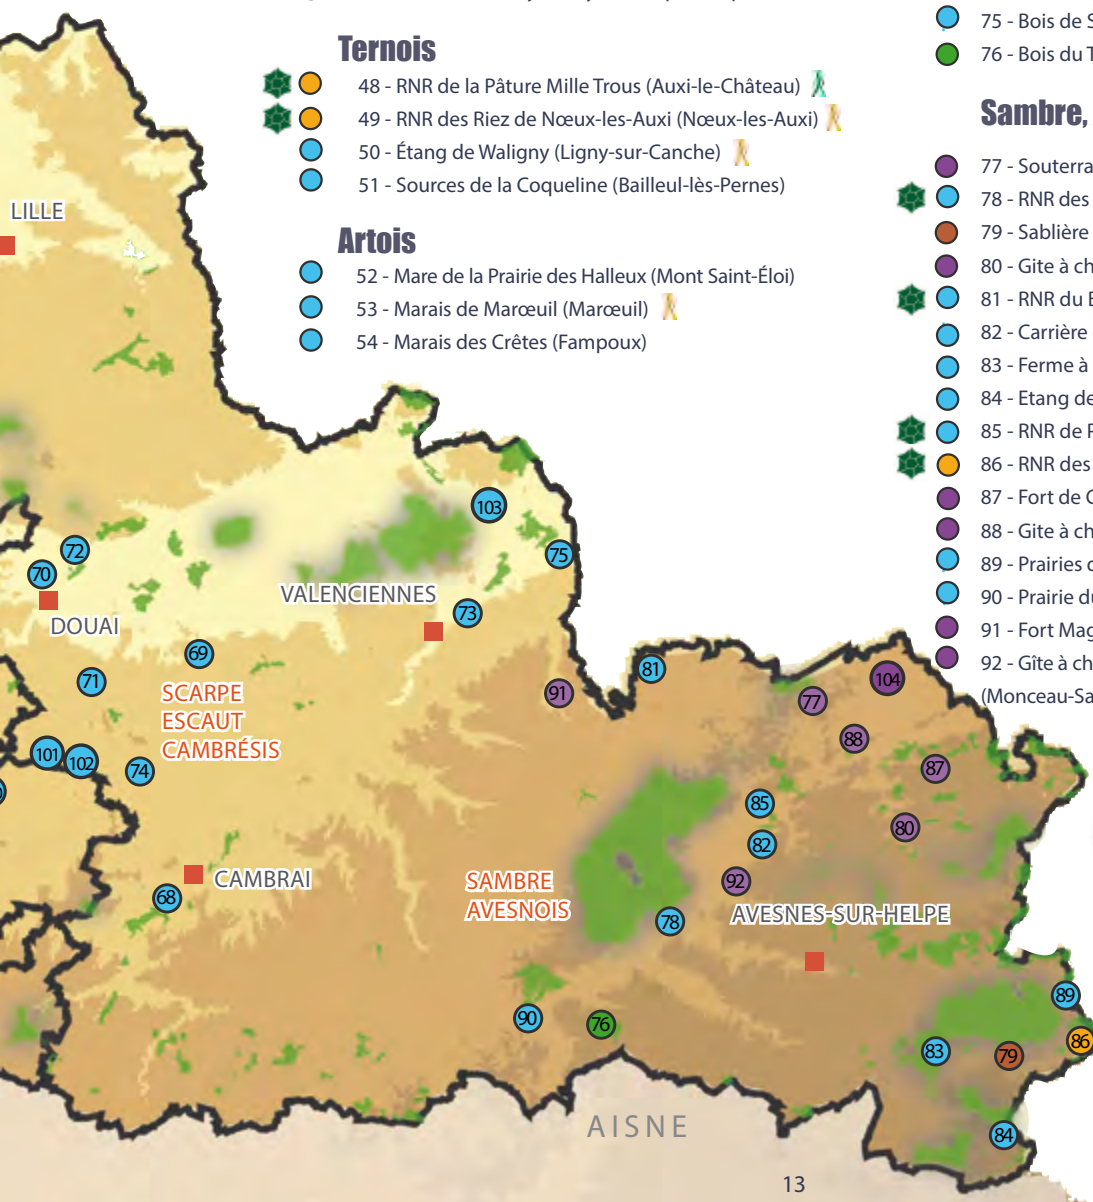 Ternois
48 - RNR de la Pâture Mille Trous (Auxi-le-Château)
49 - RNR des Riez de Nœux-les-Auxi (Nœux-les-Auxi)
50 - Étang de Waligny (Ligny-sur-Canche)
51 - Sources de la Coqueline (Bailleul-lès-Pernes)
Artois
52 - Mare de la Prairie des Halleux (Mont Saint-Éloi)
53 - Marais de Marœuil (Marœuil)
54 - Marais des Crêtes (Fampoux)
75 - Bois de S
76 - Bois du T
Sambre,
77 - Souterra
78 - RNR des
79 - Sablière
80 - Gite à ch
81 - RNR du
82 - Carrière
83 - Ferme à
84 - Etang de
85 - RNR de
86 - RNR des
87 - Fort de
88 - Gite à ch
89 - Prairies
90 - Prairie du
91 - Fort Mag
92 - Gîte à ch
(Monceau-Sa
LILLE
103
72
75
70
VALENCIENNES
DOUAI
73
69
81
71
SCARPE
ESCAUT
CAMBRÉSIS
91
104
77
88
101
102
74
87
85
80
82
CAMBRAI
SAMBRE
AVESNOIS
92
68
78
AVESNES-SUR-HELPE
89
90
76
86
83
79
AISNE
84
13